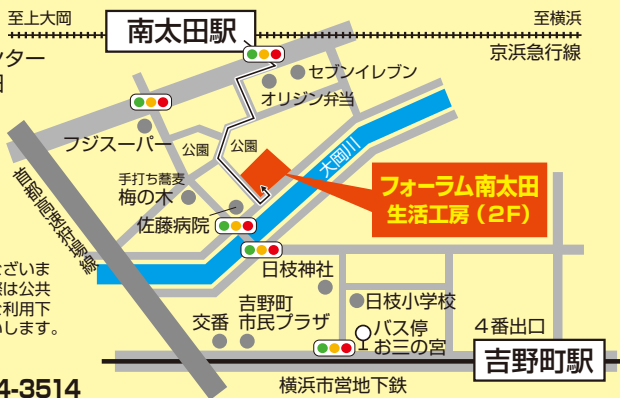 至上大岡
至横浜
南太田駅
京浜急行線
ンター
セブンイレブン
オリジン弁当
フジスーパー
公園
公園
大岡川
手打ち蕎麦
梅の木
フォーラム南太田
生活工房（2F）
佐藤病院
首都高速狩場線
ざいま
は公共
利用下
いします。
日枝神社
日枝小学校
吉野町
市民プラザ
交番
バス停
お三の宮
4番出口
吉野町駅
横浜市営地下鉄
4-3514